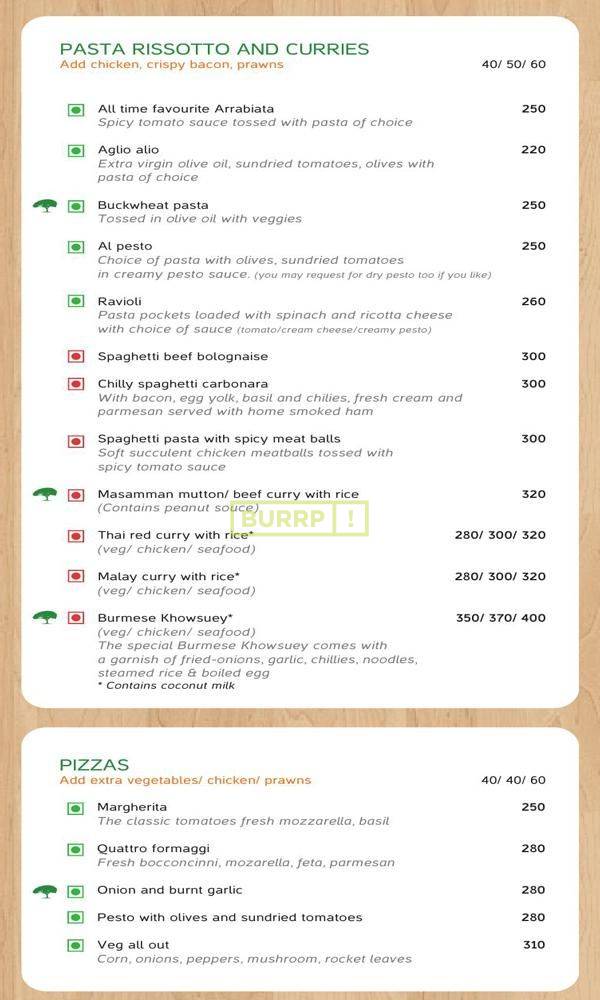 PASTA RISSOTTO AND CURRIES
Add chicken, crispy bacon, prawns 40/ 50/ 60
All time favourite Arrabiata 250
Spicy tomato sauce tossed with pasta of choice
Aglio alio 220
Extra virgin olive oil, sundried tomatoes, olives with
pasta of choice
Buckwheat pasta 250
Tossed in olive oil with veggies
Al pesto 250
Choice of pasta with olives, sundried tomatoes
in creamy pesto sauce. (you may request for dry pesto too if you like)
Ravioli 260
Pasta pockets loaded with spinach and ricotta cheese
with choice of sauce (tomato/cream cheese/creamy pesto)
Spaghetti beef bolognaise 300
Chilly spaghetti carbonara 300
With bacon, egg yolk, basil and chilies, fresh cream and
parmesan served with home smoked ham
Spaghetti pasta with spicy meat balls 300
Soft succulent chicken meatballs tossed with
spicy tomato sauce
Masamman mutton/ beef curry with rice 320
(Contains peanut souce)
BURRP !
Thai red curry with rice* 280/ 300/ 320
(veg/ chicken/ seafood)
Malay curry with rice* 280/ 300/ 320
(veg/ chicken/ seafood)
Burmese Khowsuey* 350/ 370/ 400
(veg/ chicken/ seafood)
The special Burmese Khowsuey comes with
a garnish of fried-onions, garlic, chillies, noodles,
steamed rice & boiled egg
* Contains coconut milk
PIZZAS
Add extra vegetables/ chicken/ prawns 40/ 40/ 60
Margherita 250
The classic tomatoes fresh mozzarella, basil
Quattro formaggi 280
Fresh bocconcinni, mozarella, feta, parmesan
Onion and burnt garlic 280
Pesto with olives and sundried tomatoes 280
Veg all out 310
Corn, onions, peppers, mushroom, rocket leaves